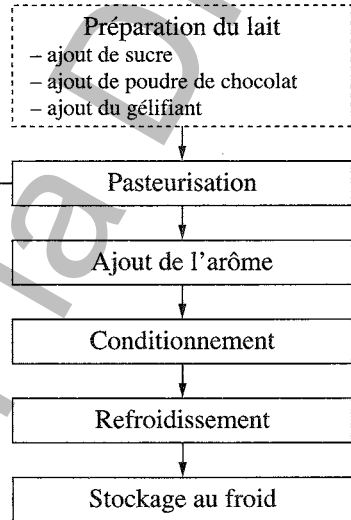 Préparation du lait
– ajout de sucre
– ajout de poudre de chocolat
– ajout du gélifiant
Pasteurisation
Ajout de l'arôme
Conditionnement
Refroidissement
Stockage au froid